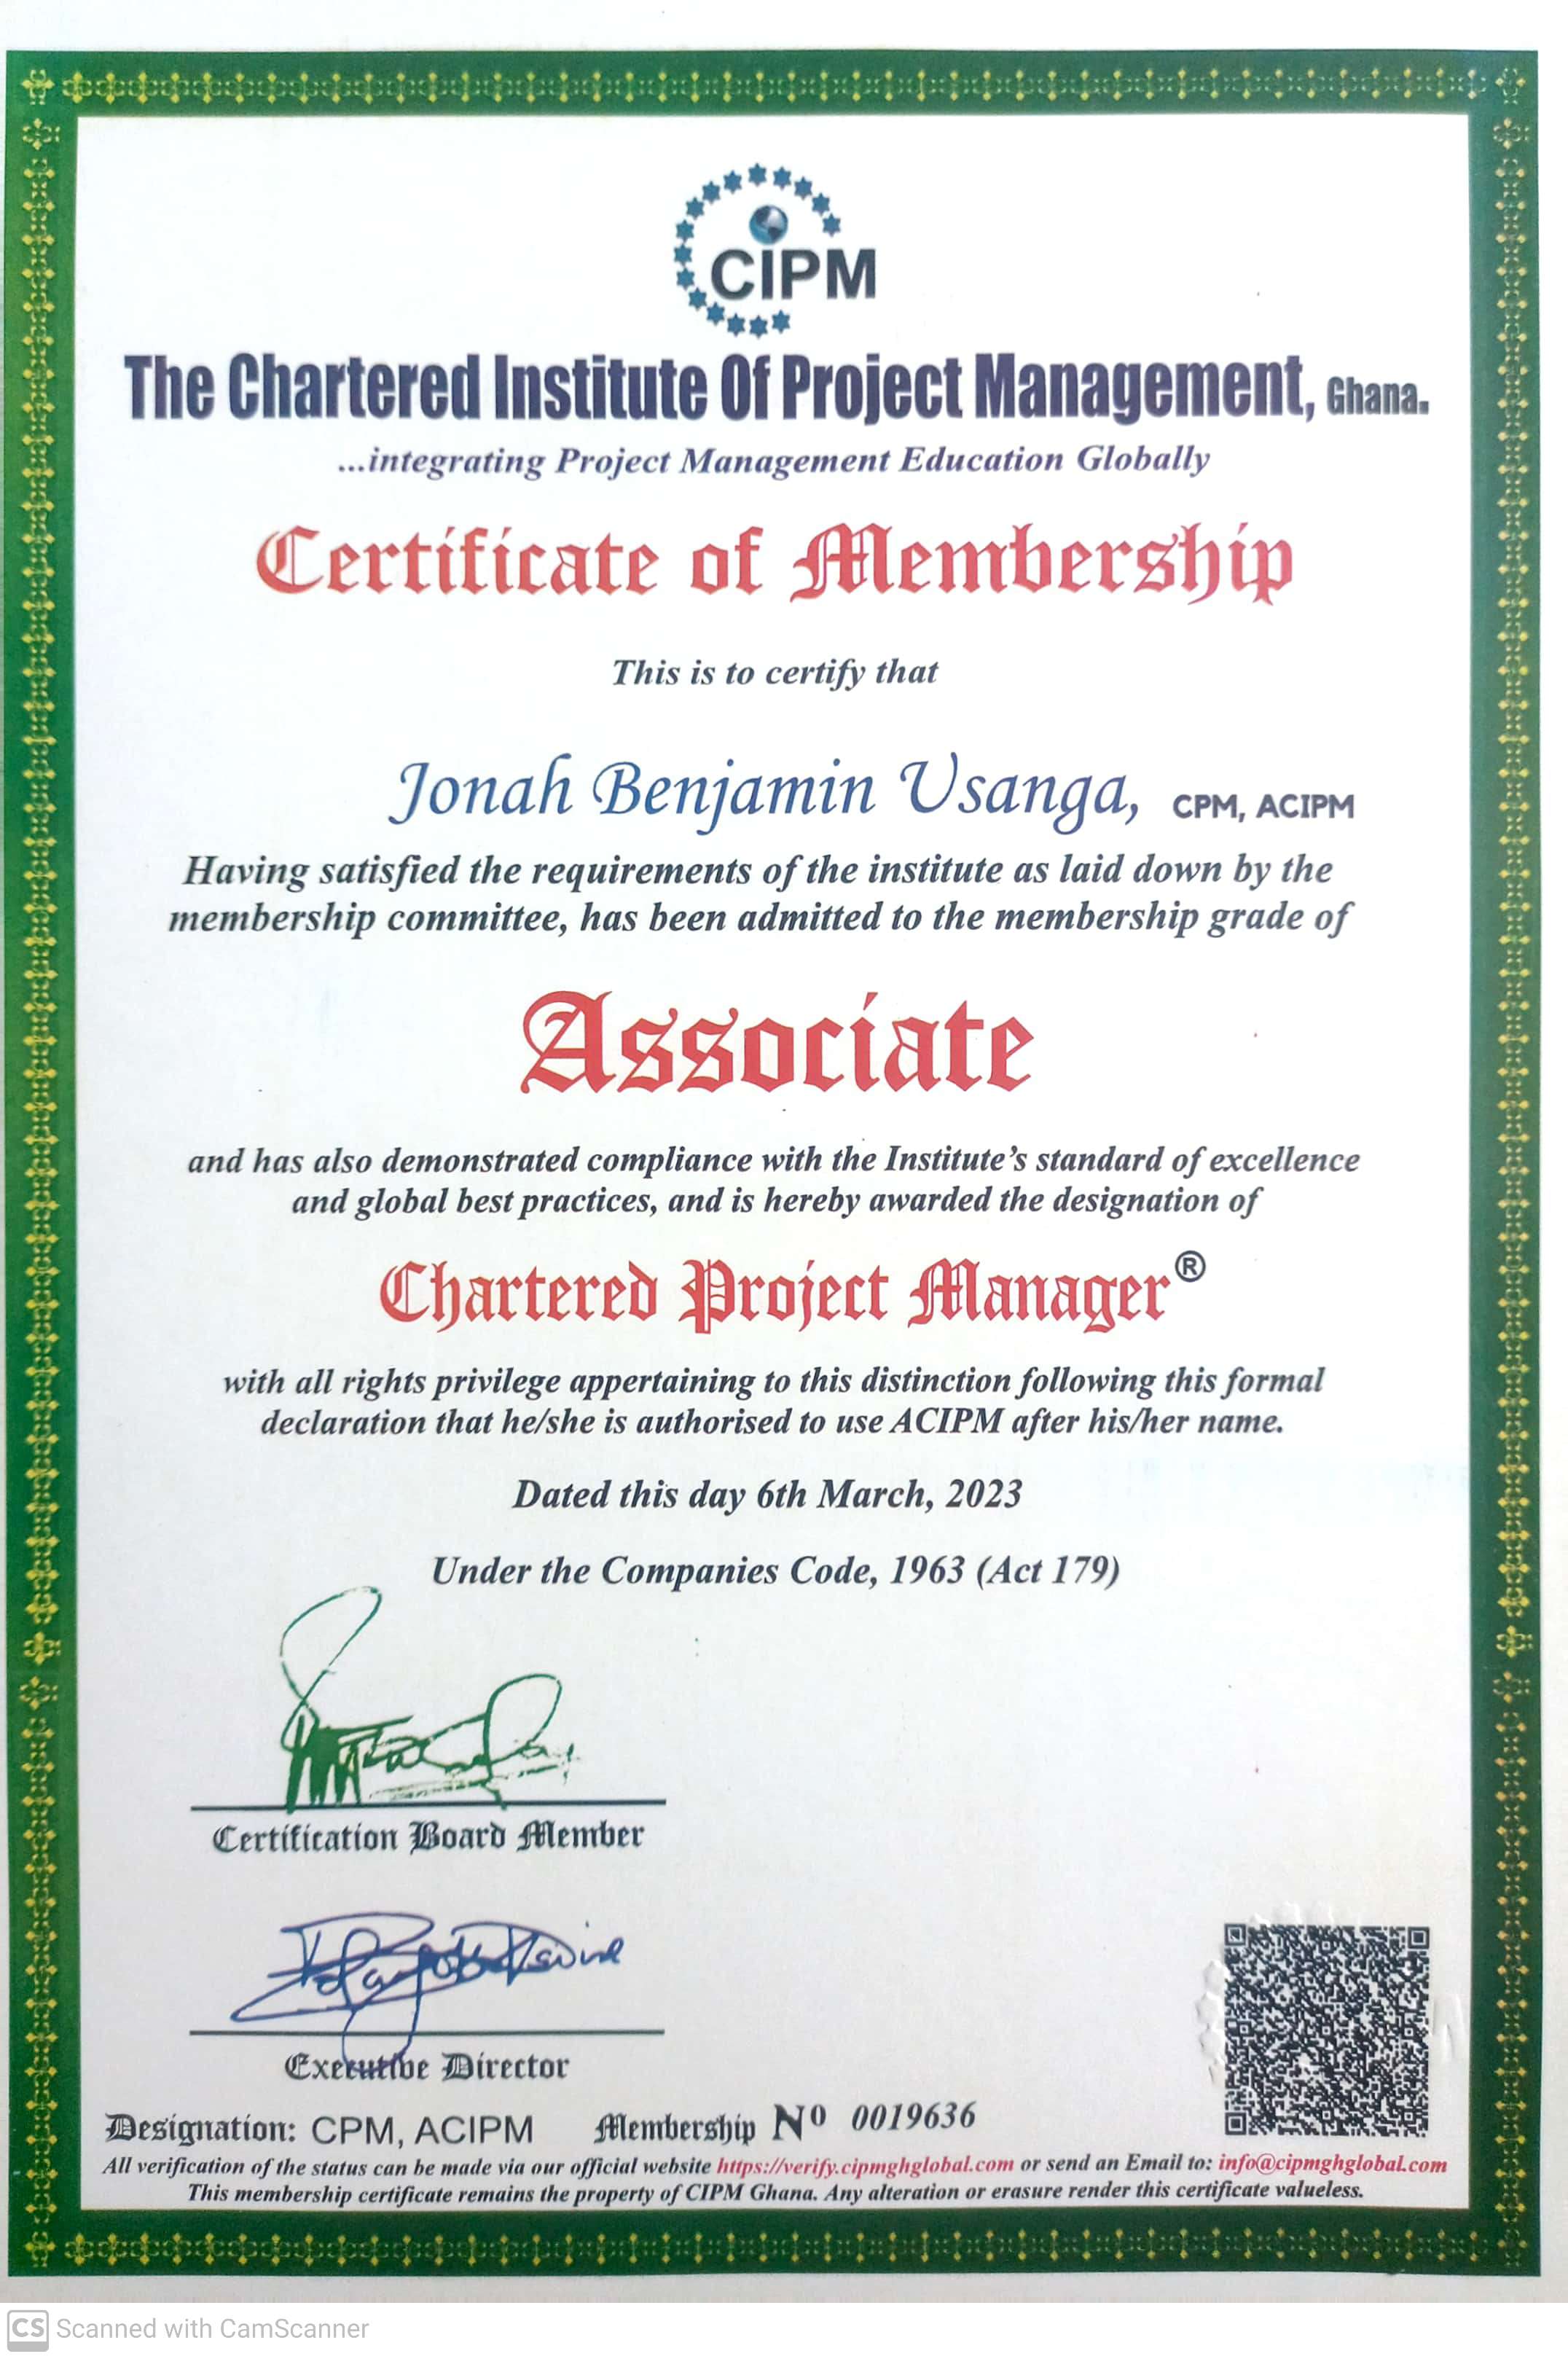 CIPM
The Chartered Institute Of Project Management, Ghana.
...integrating Project Management Education Globally
Certificate of Membership
This is to certify that
Jonah Benjamin Usanga, CPM, ACIPM
Having satisfied the requirements of the institute as laid down by the
membership committee, has been admitted to the membership grade of
Associate
and has also demonstrated compliance with the Institute's standard of excellence
and global best practices, and is hereby awarded the designation of
Chartered Project Manager®
with all rights privilege appertaining to this distinction following this formal
declaration that he/she is authorised to use ACIPM after his/her name.
Dated this day 6th March, 2023
Under the Companies Code, 1963 (Act 179)
Certification Board Member
Executive Director
Designation: CPM, ACIPM Membership Nº 0019636
All verification of the status can be made via our official website https://verify.cipmghglobal.com or send an Email to: info@cipmghglobal.com
This membership certificate remains the property of CIPM Ghana. Any alteration or erasure render this certificate valueless.
CS Scanned with CamScanner